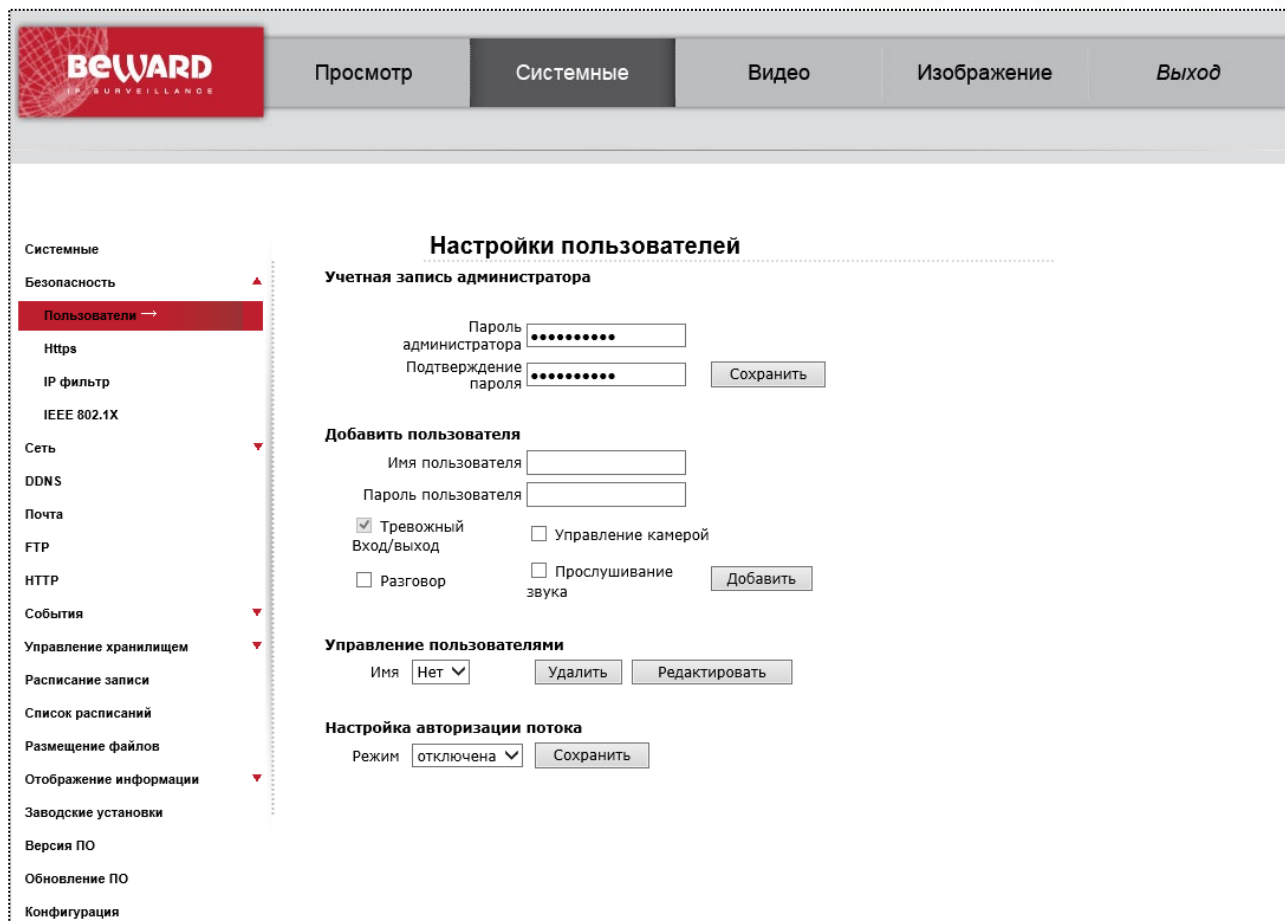 BEWARD
IP SURVEILLANCE
Просмотр
Системные
Видео
Изображение
Выход
Системные
Безопасность
Пользователи →
Https
IP фильтр
IEEE 802.1X
Сеть
DDNS
Почта
FTP
HTTP
События
Управление хранилищем
Расписание записи
Список расписаний
Размещение файлов
Отображение информации
Заводские установки
Версия ПО
Обновление ПО
Конфигурация
Настройки пользователей
Учетная запись администратора
Пароль
администратора ●●●●●●●●●●
Подтверждение
пароля ●●●●●●●●●●
Сохранить
Добавить пользователя
Имя пользователя
Пароль пользователя
Тревожный
Вход/выход
Управление камерой
Разговор
Прослушивание
звука
Добавить
Управление пользователями
Имя Нет Удалить Редактировать
Настройка авторизации потока
Режим отключена Сохранить